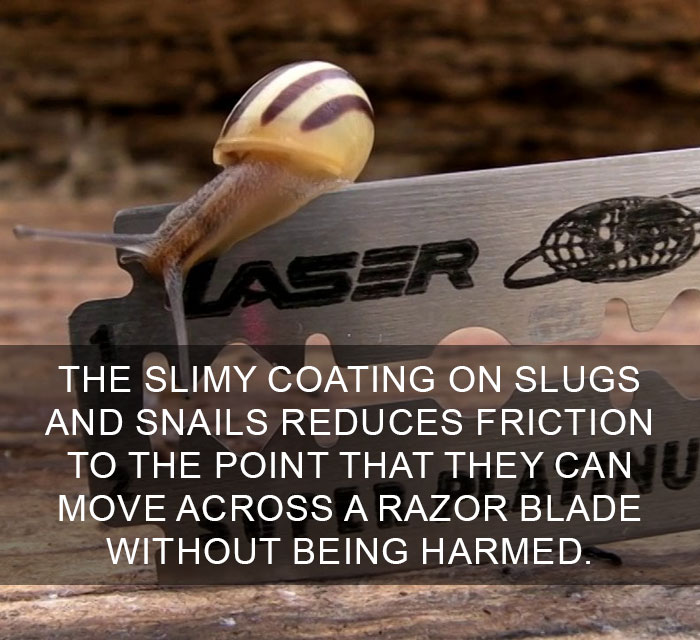 LASER
THE SLIMY COATING ON SLUGS
AND SNAILS REDUCES FRICTION
TO THE POINT THAT THEY CAN
MOVE ACROSS A RAZOR BLADE
WITHOUT BEING HARMED.